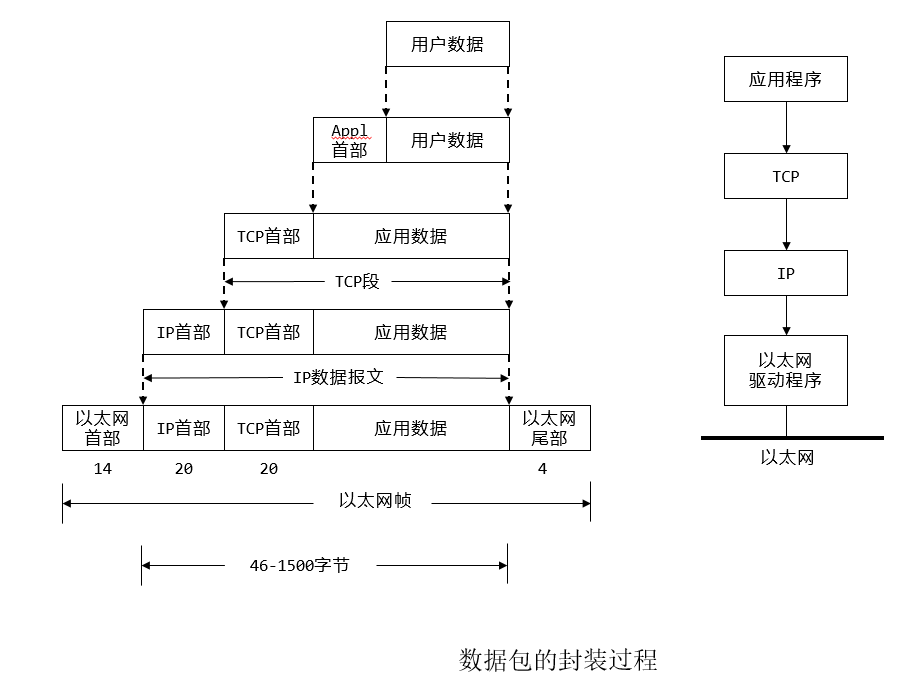 用户数据
Appl
首部
用户数据
TCP首部
应用数据
TCP段
IP首部
TCP首部
应用数据
IP数据报文
以太网
首部
IP首部
TCP首部
应用数据
以太网
尾部
14
20
20
4
以太网帧
46-1500字节
应用程序
TCP
IP
以太网
驱动程序
以太网
数据包的封装过程